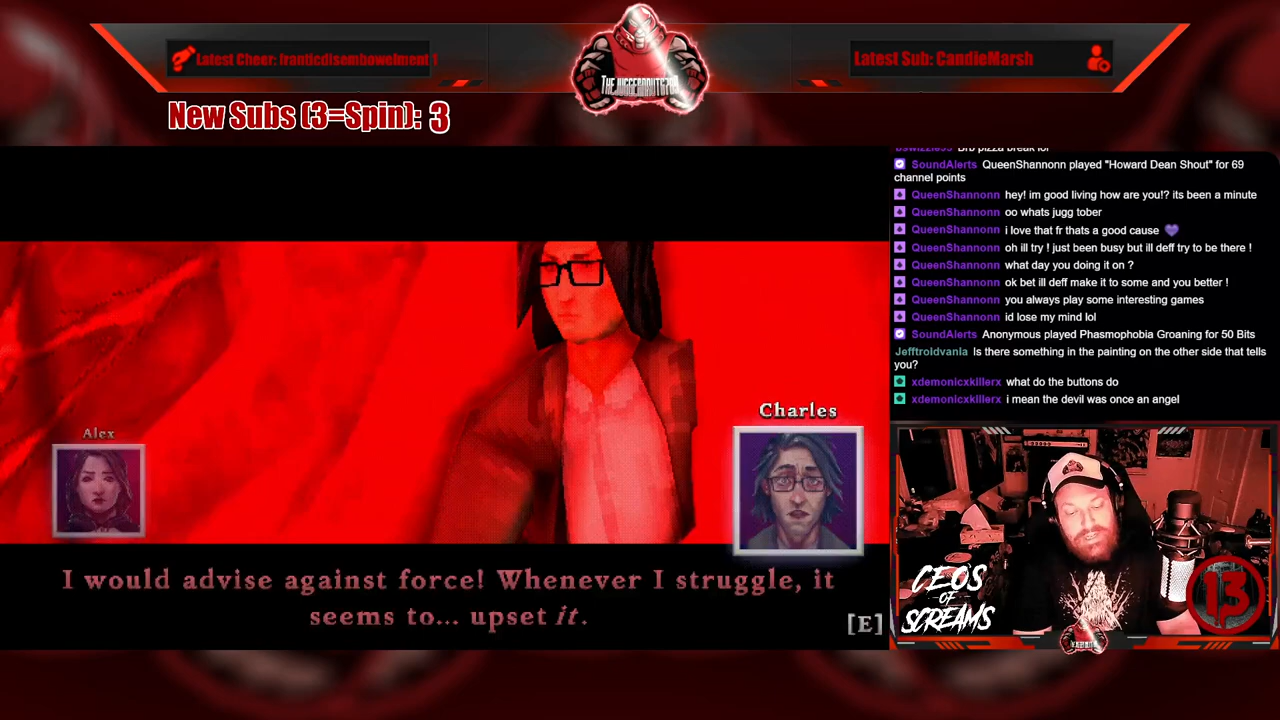 Latest Cheer: franticdisembowelment 1
THEJUGGERNAUT6789
Latest Sub: CandieMarsh
New Subs (3=Spin): 3
Brb pizza break lol
SoundAlerts QueenShannonn played "Howard Dean Shout" for 69
channel points
QueenShannonn hey! im good living how are you!? its been a minute
QueenShannonn oo whats jugg tober
QueenShannonn i love that fr thats a good cause
QueenShannonn oh ill try ! just been busy but ill deff try to be there !
QueenShannonn what day you doing it on ?
QueenShannonn ok bet ill deff make it to some and you better !
QueenShannonn you always play some interesting games
QueenShannonn id lose my mind lol
SoundAlerts Anonymous played Phasmophobia Groaning for 50 Bits
Jefftroldvania Is there something in the painting on the other side that tells
you?
xdemonicxkillerx what do the buttons do
xdemonicxkillerx i mean the devil was once an angel
Charles
Alex
I would advise against force! Whenever I struggle, it
seems to... upset it.
[E]
CEOS
OF
SCREAMS
13